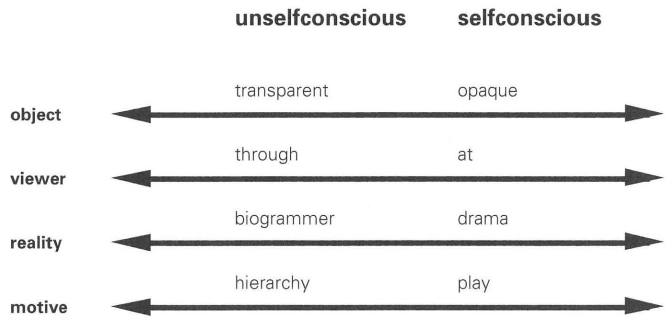 unselfconscious selfconscious
transparent opaque
object
through at
viewer
biogrammer drama
reality
hierarchy play
motive